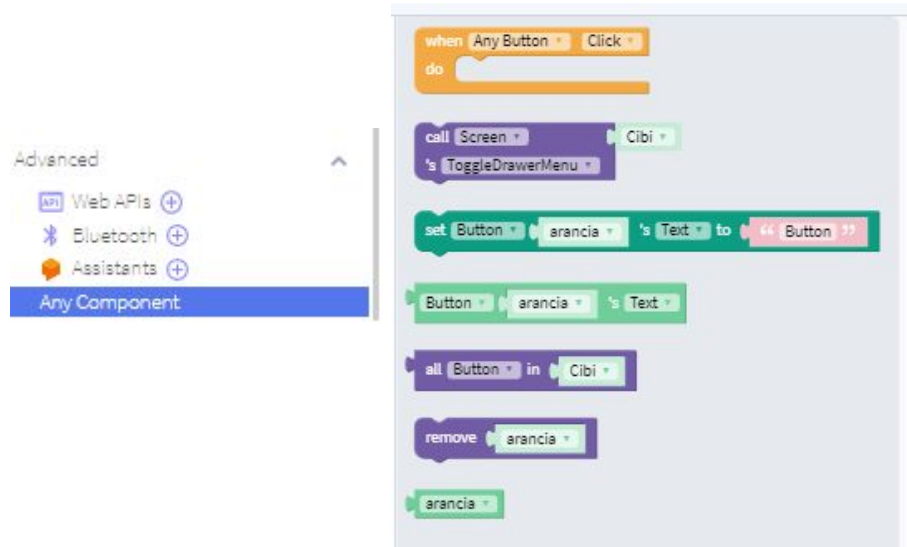 Advanced
API Web APIs
Bluetooth
Assistants
Any Component
when Any Button Click
do
call Screen Cibi
's ToggleDrawerMenu
set Button arancia 's Text to “ Button ”
Button arancia 's Text
all Button in Cibi
remove arancia
arancia